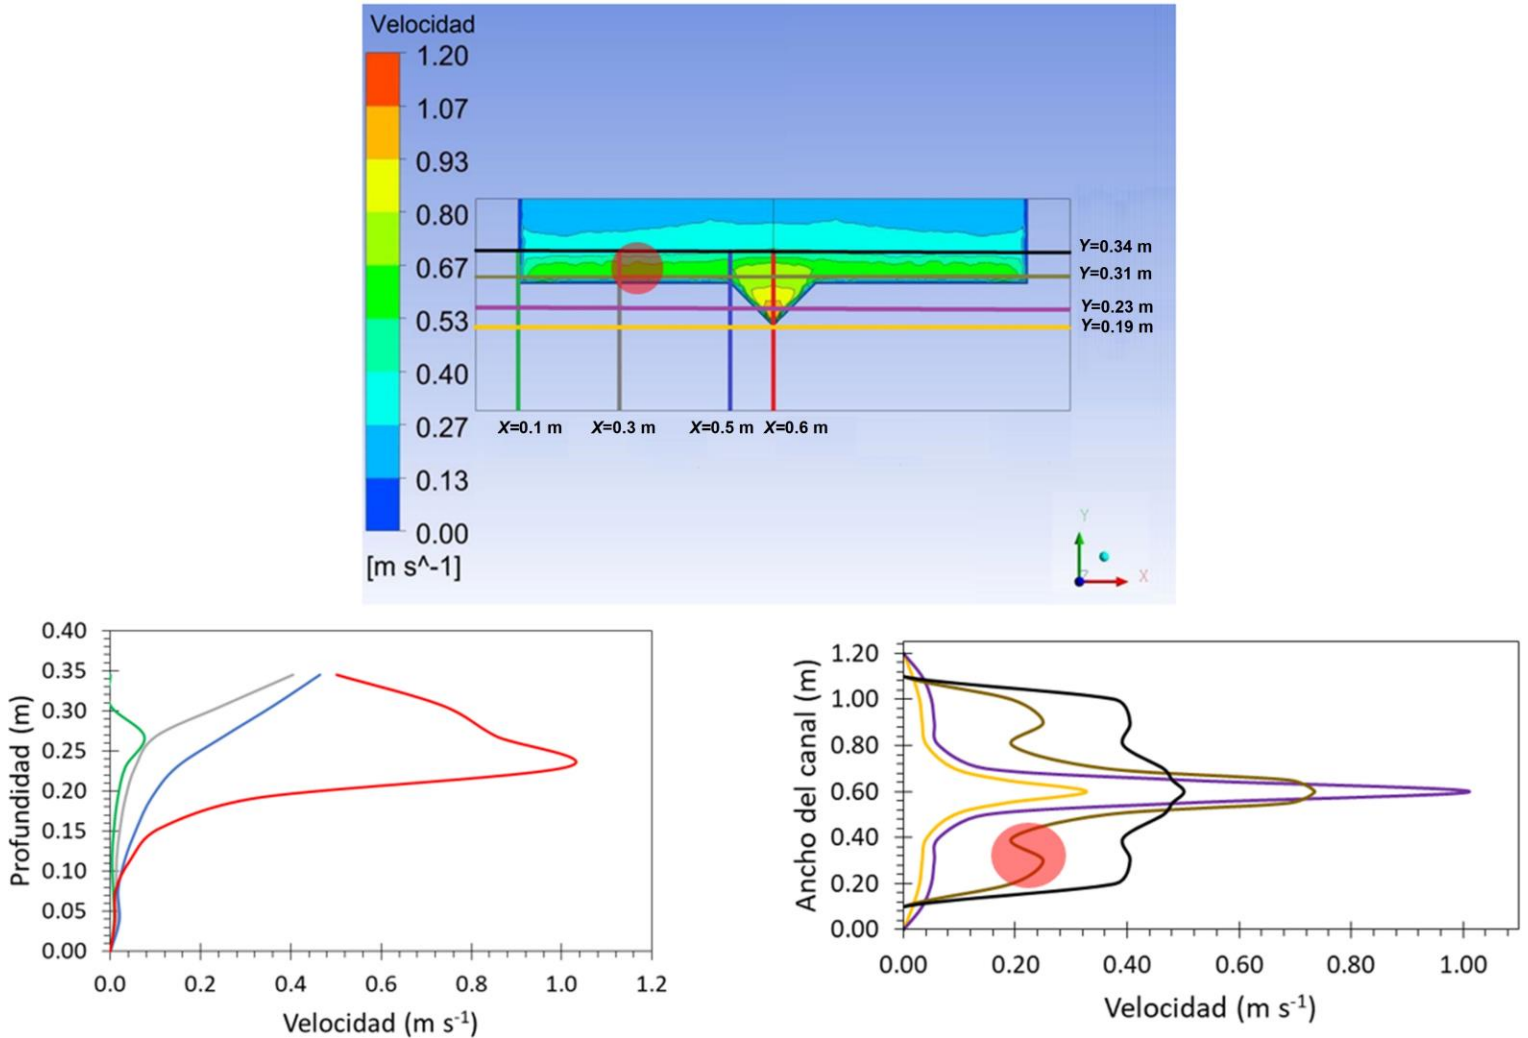 Velocidad
1.20
1.07
0.93
0.80
0.67
0.53
0.40
0.27
0.13
0.00
[m s^-1]
Y=0.34 m
Y=0.31 m
Y=0.23 m
Y=0.19 m
X=0.1 m X=0.3 m X=0.5 m X=0.6 m
Y
Z X
Profundidad (m)
0.40
0.35
0.30
0.25
0.20
0.15
0.10
0.05
0.00
0.0 0.2 0.4 0.6 0.8 1.0 1.2
Velocidad (m s-1)
Ancho del canal (m)
1.20
1.00
0.80
0.60
0.40
0.20
0.00
0.00 0.20 0.40 0.60 0.80 1.00
Velocidad (m s-1)